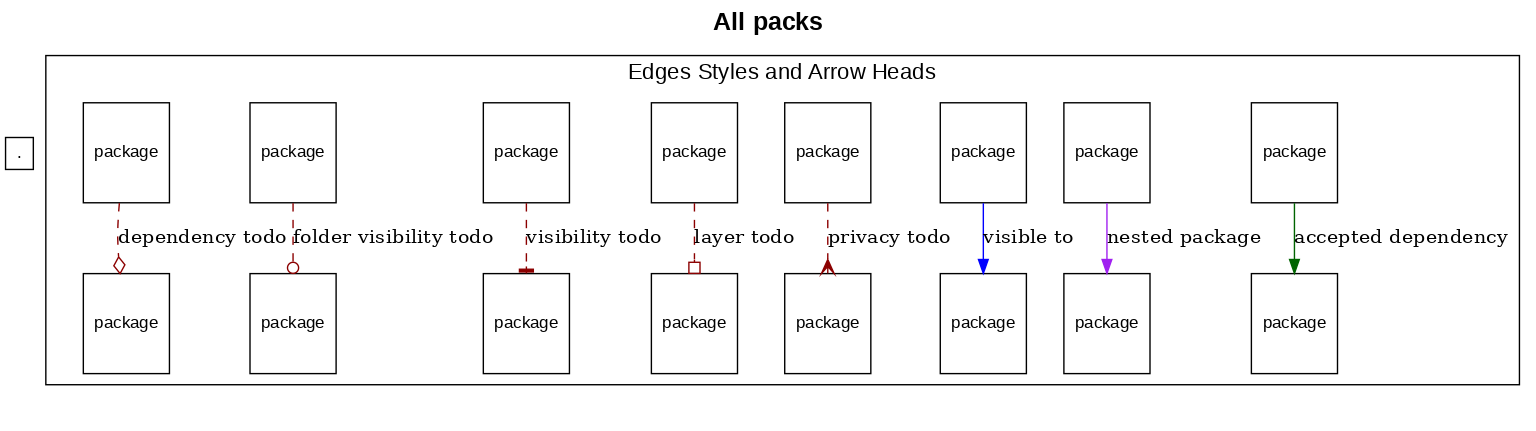 All packs
Edges Styles and Arrow Heads
package package package package package package package package
.
dependency todo folder visibility todo visibility todo layer todo privacy todo visible to nested package accepted dependency
package package package package package package package package